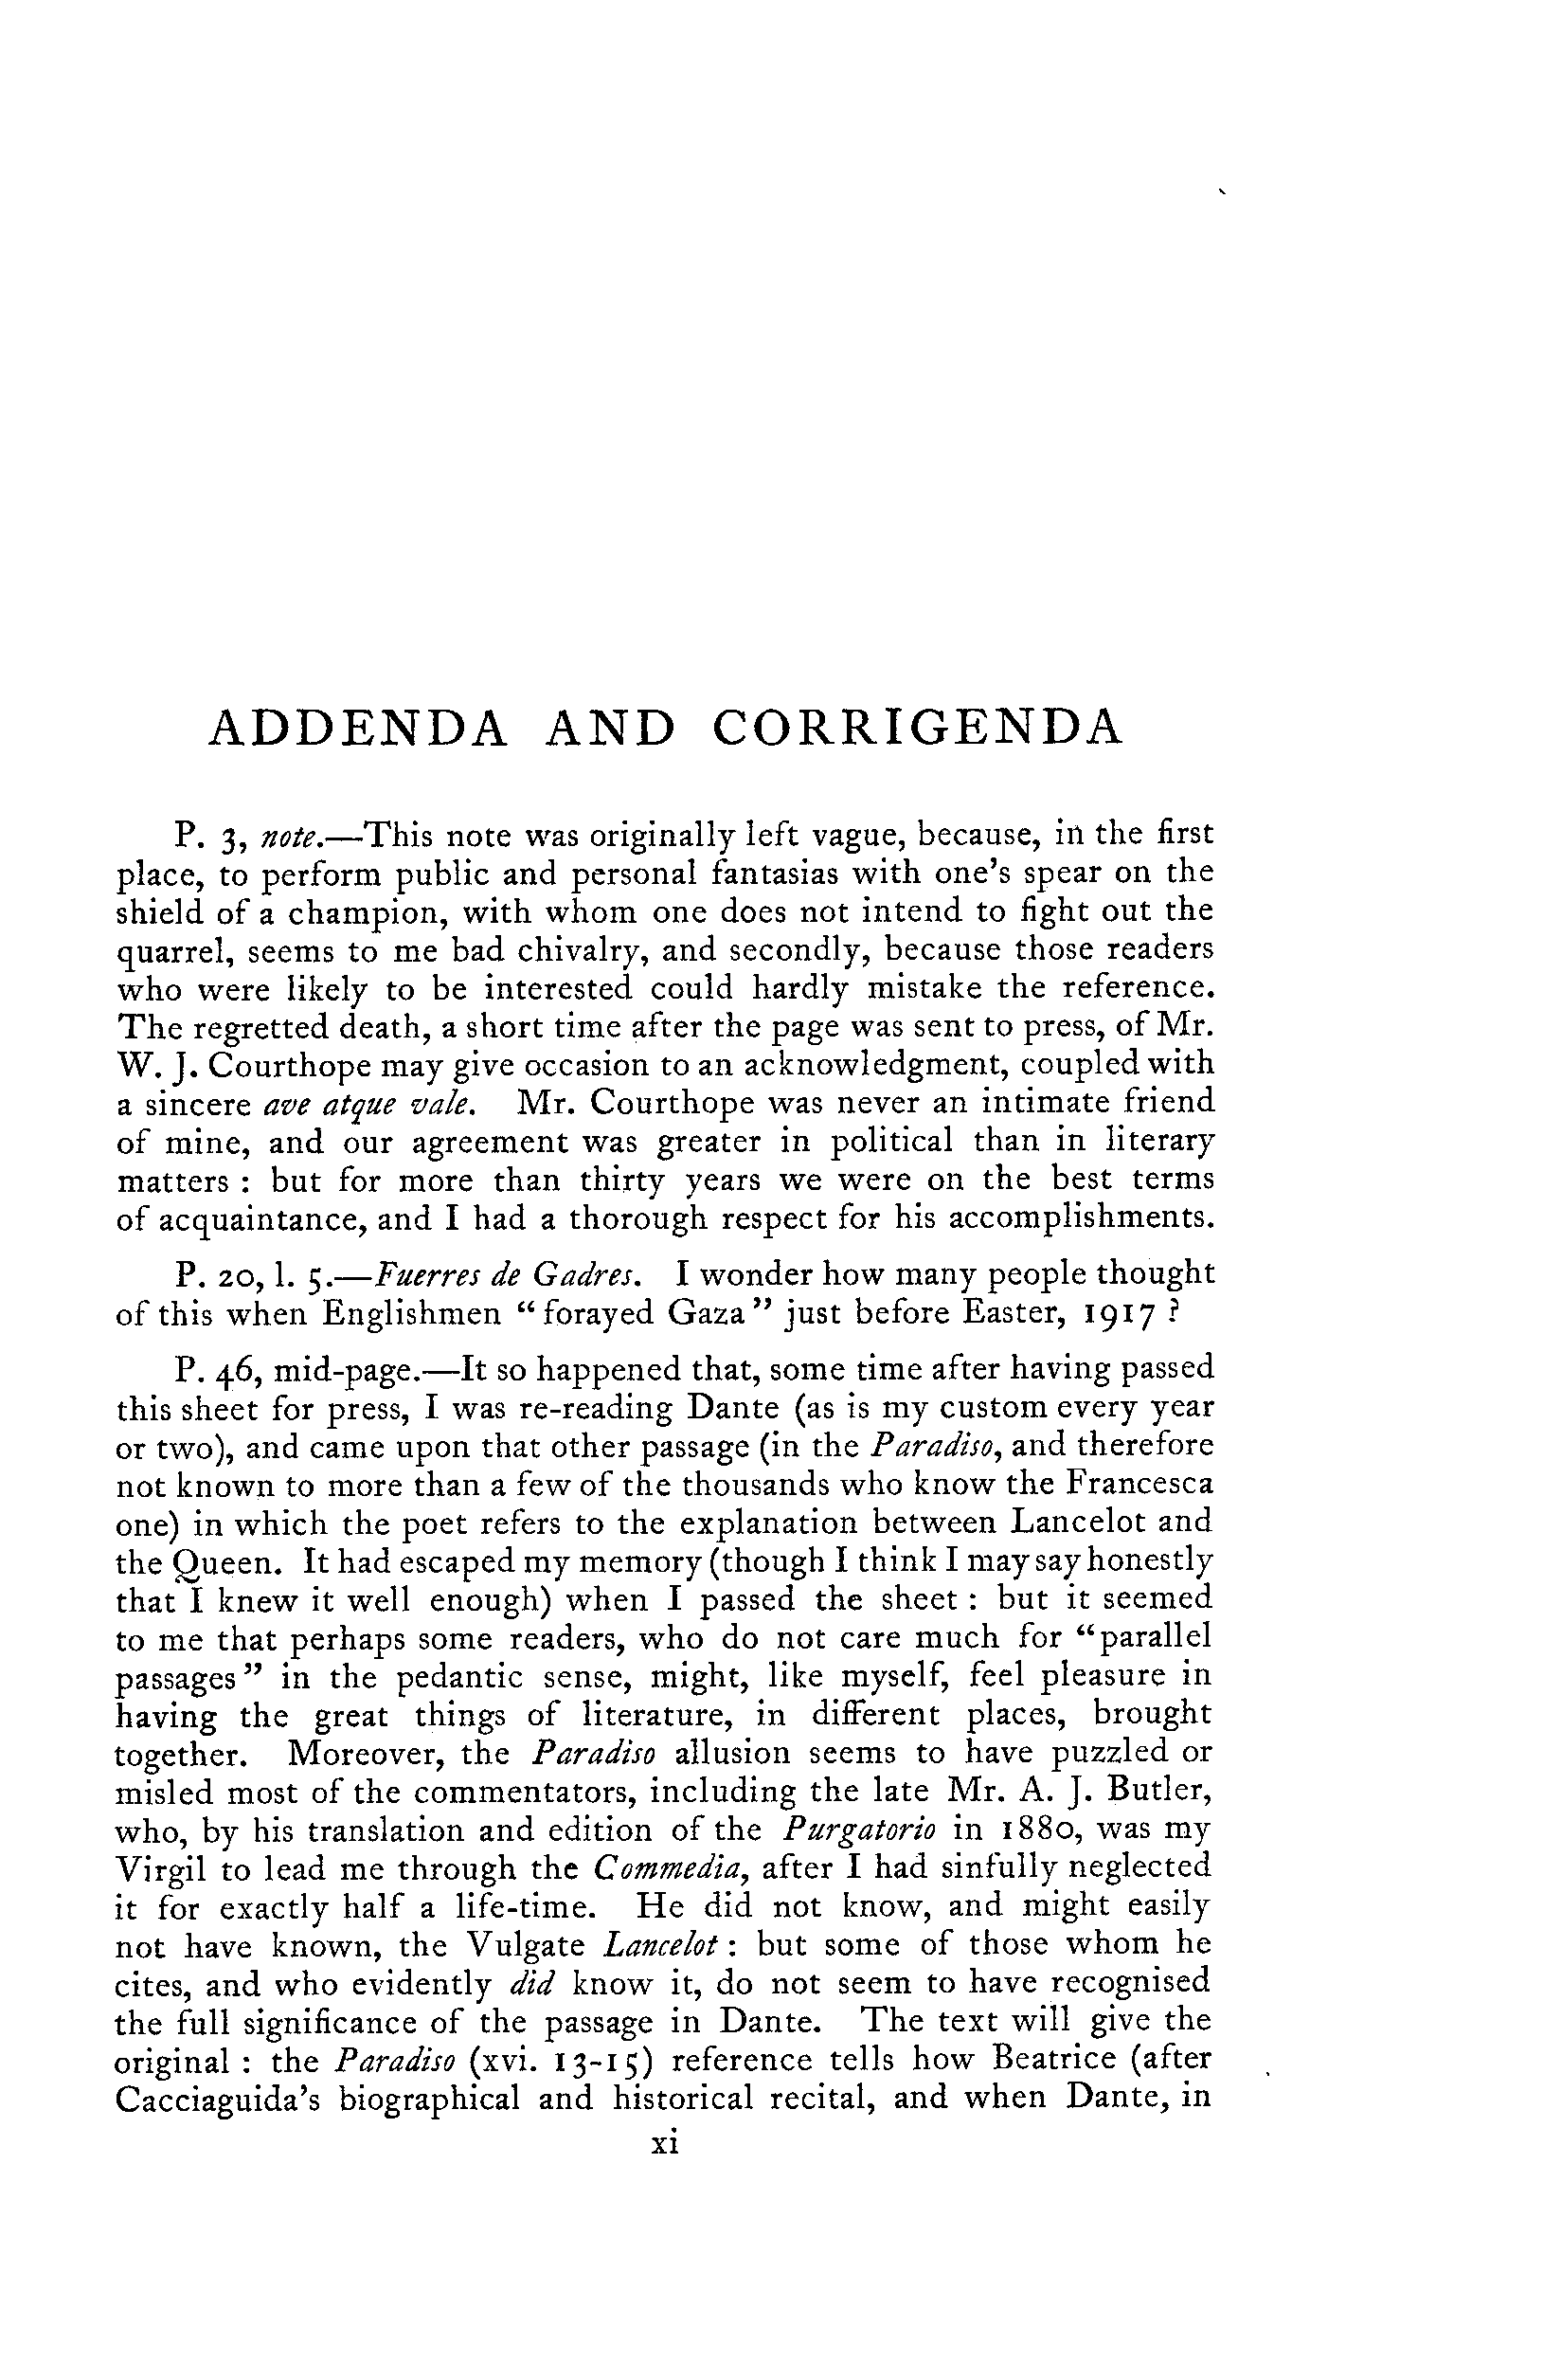 ADDENDA AND CORRIGENDA
P. 3, note.—This note was originally left vague, because, in the first
place, to perform public and personal fantasias with one's spear on the
shield of a champion, with whom one does not intend to fight out the
quarrel, seems to me bad chivalry, and secondly, because those readers
who were likely to be interested could hardly mistake the reference.
The regretted death, a short time after the page was sent to press, of Mr.
W. J. Courthope may give occasion to an acknowledgment, coupled with
a sincere ave atque vale. Mr. Courthope was never an intimate friend
of mine, and our agreement was greater in political than in literary
matters : but for more than thirty years we were on the best terms
of acquaintance, and I had a thorough respect for his accomplishments.
P. 20, l. 5.—Fuerres de Gadres. I wonder how many people thought
of this when Englishmen “forayed Gaza” just before Easter, 1917 ?
P. 46, mid-page.—It so happened that, some time after having passed
this sheet for press, I was re-reading Dante (as is my custom every year
or two), and came upon that other passage (in the Paradiso, and therefore
not known to more than a few of the thousands who know the Francesca
one) in which the poet refers to the explanation between Lancelot and
the Queen. It had escaped my memory (though I think I may say honestly
that I knew it well enough) when I passed the sheet : but it seemed
to me that perhaps some readers, who do not care much for “parallel
passages” in the pedantic sense, might, like myself, feel pleasure in
having the great things of literature, in different places, brought
together. Moreover, the Paradiso allusion seems to have puzzled or
misled most of the commentators, including the late Mr. A. J. Butler,
who, by his translation and edition of the Purgatorio in 1880, was my
Virgil to lead me through the Commedia, after I had sinfully neglected
it for exactly half a life-time. He did not know, and might easily
not have known, the Vulgate Lancelot : but some of those whom he
cites, and who evidently did know it, do not seem to have recognised
the full significance of the passage in Dante. The text will give the
original : the Paradiso (xvi. 13-15) reference tells how Beatrice (after
Cacciaguida's biographical and historical recital, and when Dante, in
xi